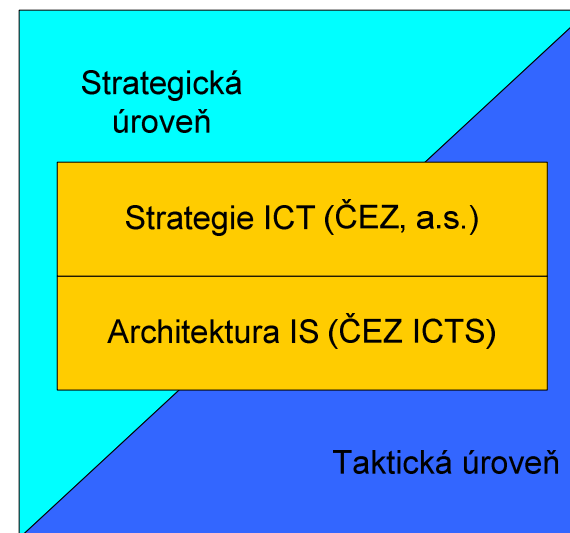 Strategická
úroveň
Strategie ICT (ČEZ, a.s.)
Architektura IS (ČEZ ICTS)
Taktická úroveň